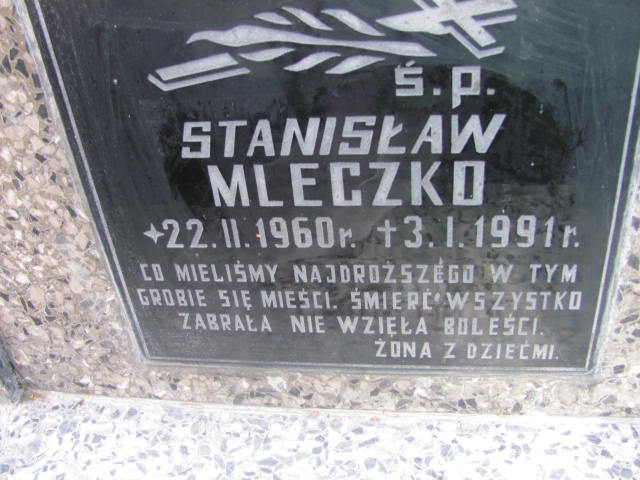 Ś.P.
STANISŁAW
MLECZKO
+22.II.1960r. +3.I.1991r.
CO MIELIŚMY NAJDROŻSZEGO W TYM
GROBIE SIĘ MIEŚCI. ŚMIERĆ WSZYSTKO
ZABRAŁA NIE WZIĘŁA BOLEŚCI.
ŻONA Z DZIEĆMI.